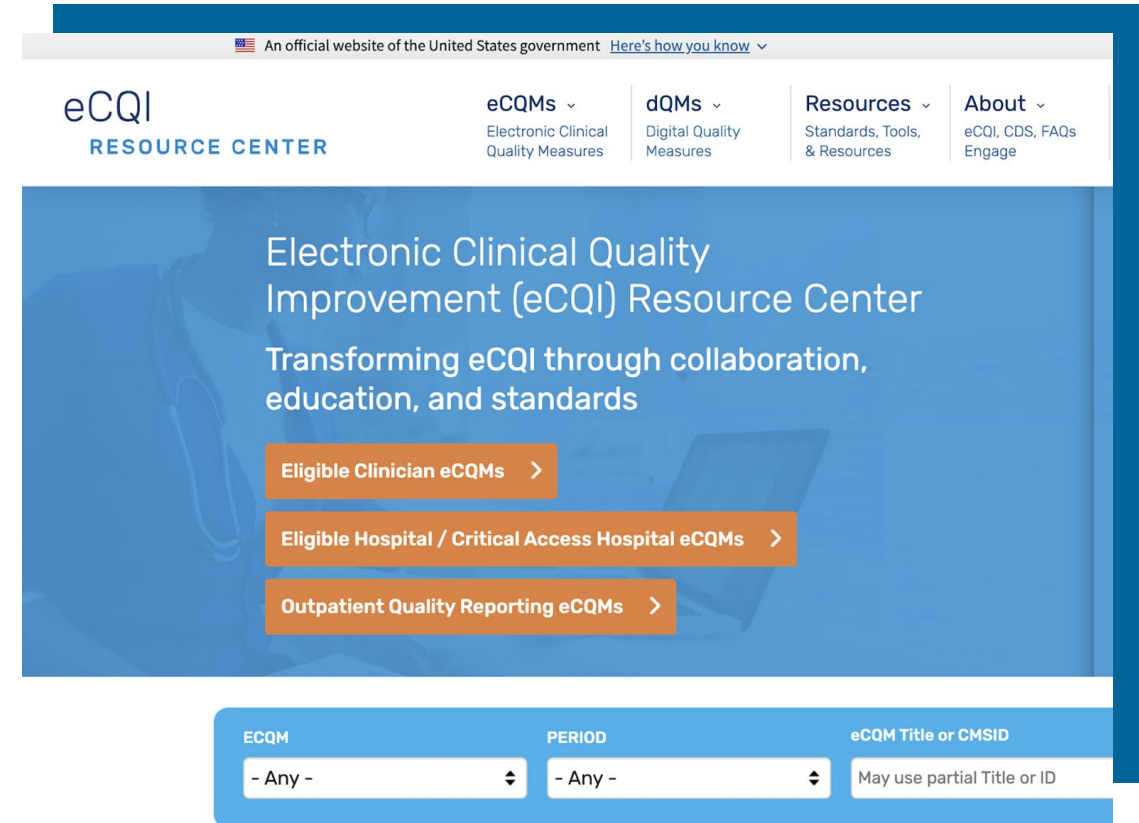 An official website of the United States government Here's how you know
eCQI
RESOURCE CENTER
eCQMs
Electronic Clinical
Quality Measures
dQMs
Digital Quality
Measures
Resources
Standards, Tools,
& Resources
About
eCQI, CDS, FAQs
Engage
Electronic Clinical Quality
Improvement (eCQI) Resource Center
Transforming eCQI through collaboration,
education, and standards
Eligible Clinician eCQMs
Eligible Hospital / Critical Access Hospital eCQMs
Outpatient Quality Reporting eCQMs
ECQM
- Any -
PERIOD
- Any -
eCQM Title or CMSID
May use partial Title or ID